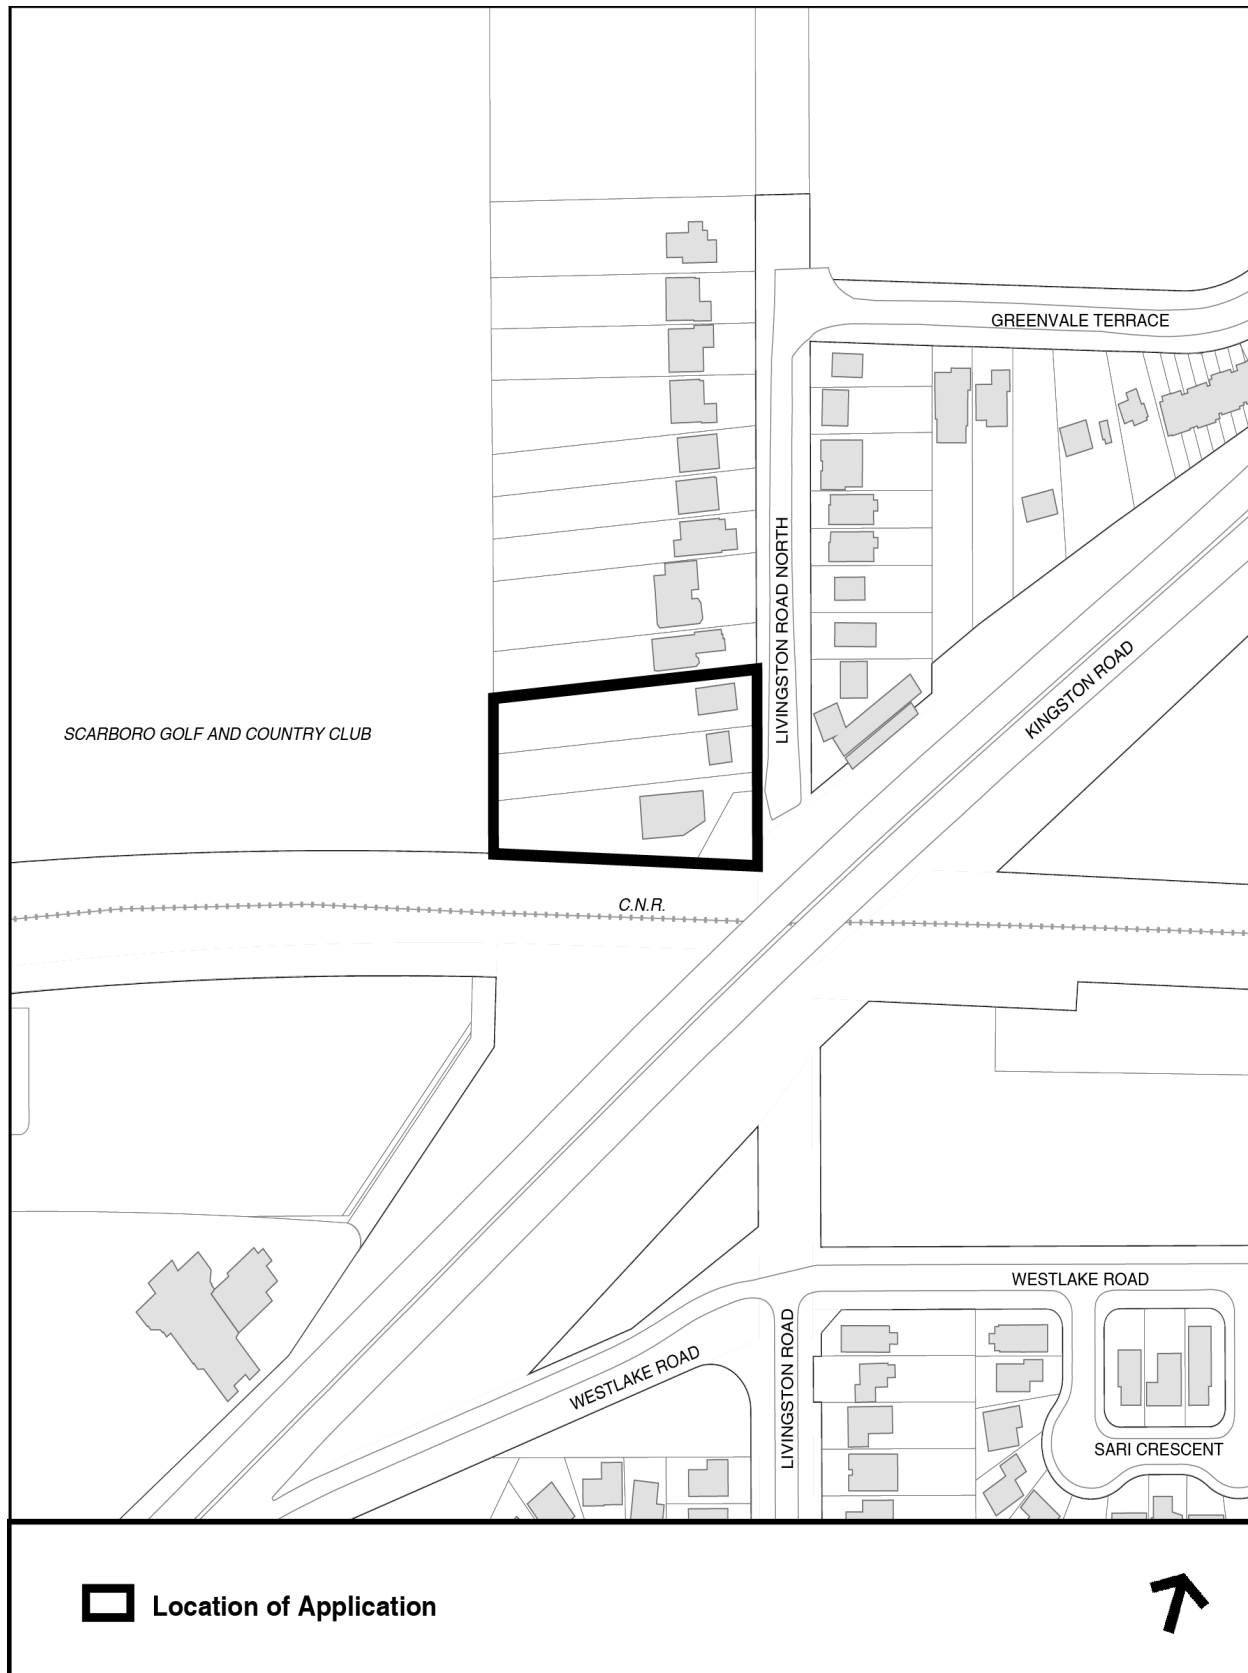 GREENVALE TERRACE
LIVINGSTON ROAD NORTH
KINGSTON ROAD
SCARBORO GOLF AND COUNTRY CLUB
C.N.R.
WESTLAKE ROAD
LIVINGSTON ROAD
WESTLAKE ROAD
SARI CRESCENT
Location of Application